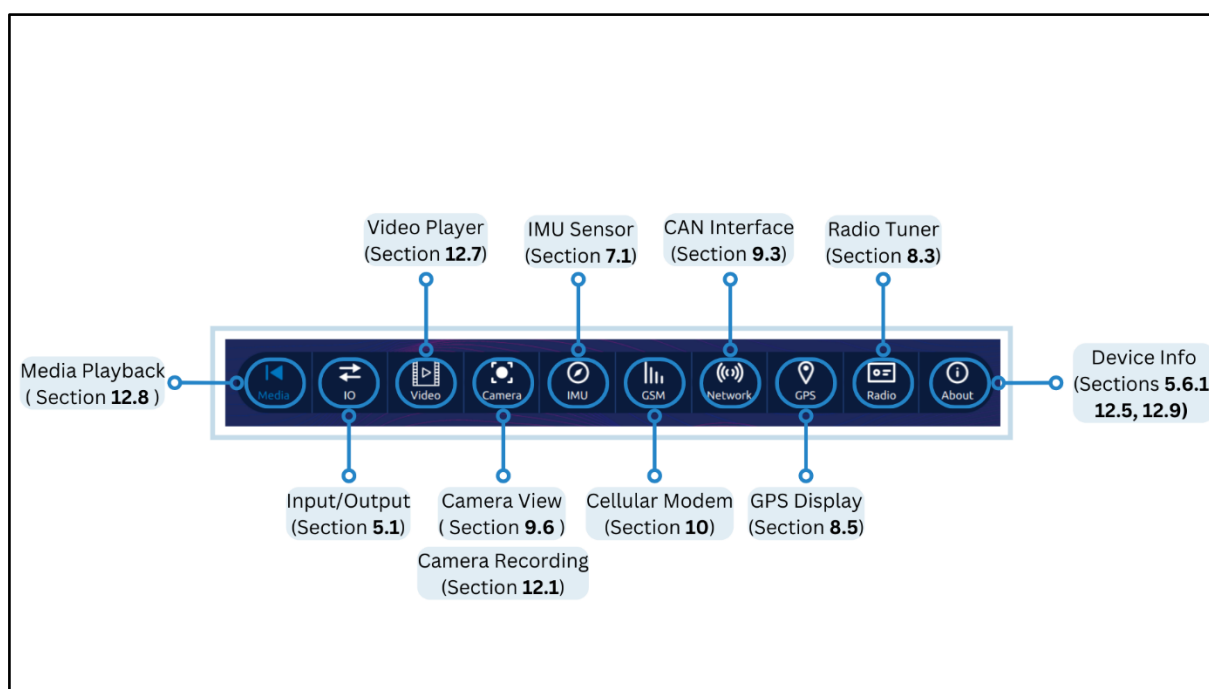 Video Player
(Section 12.7)
IMU Sensor
(Section 7.1)
CAN Interface
(Section 9.3)
Radio Tuner
(Section 8.3)
Media Playback
( Section 12.8 )
Media
IO
Video
Camera
IMU
GSM
Network
GPS
Radio
About
Device Info
(Sections 5.6.1
12.5, 12.9)
Input/Output
(Section 5.1)
Camera View
( Section 9.6 )
Camera Recording
(Section 12.1)
Cellular Modem
(Section 10)
GPS Display
(Section 8.5)